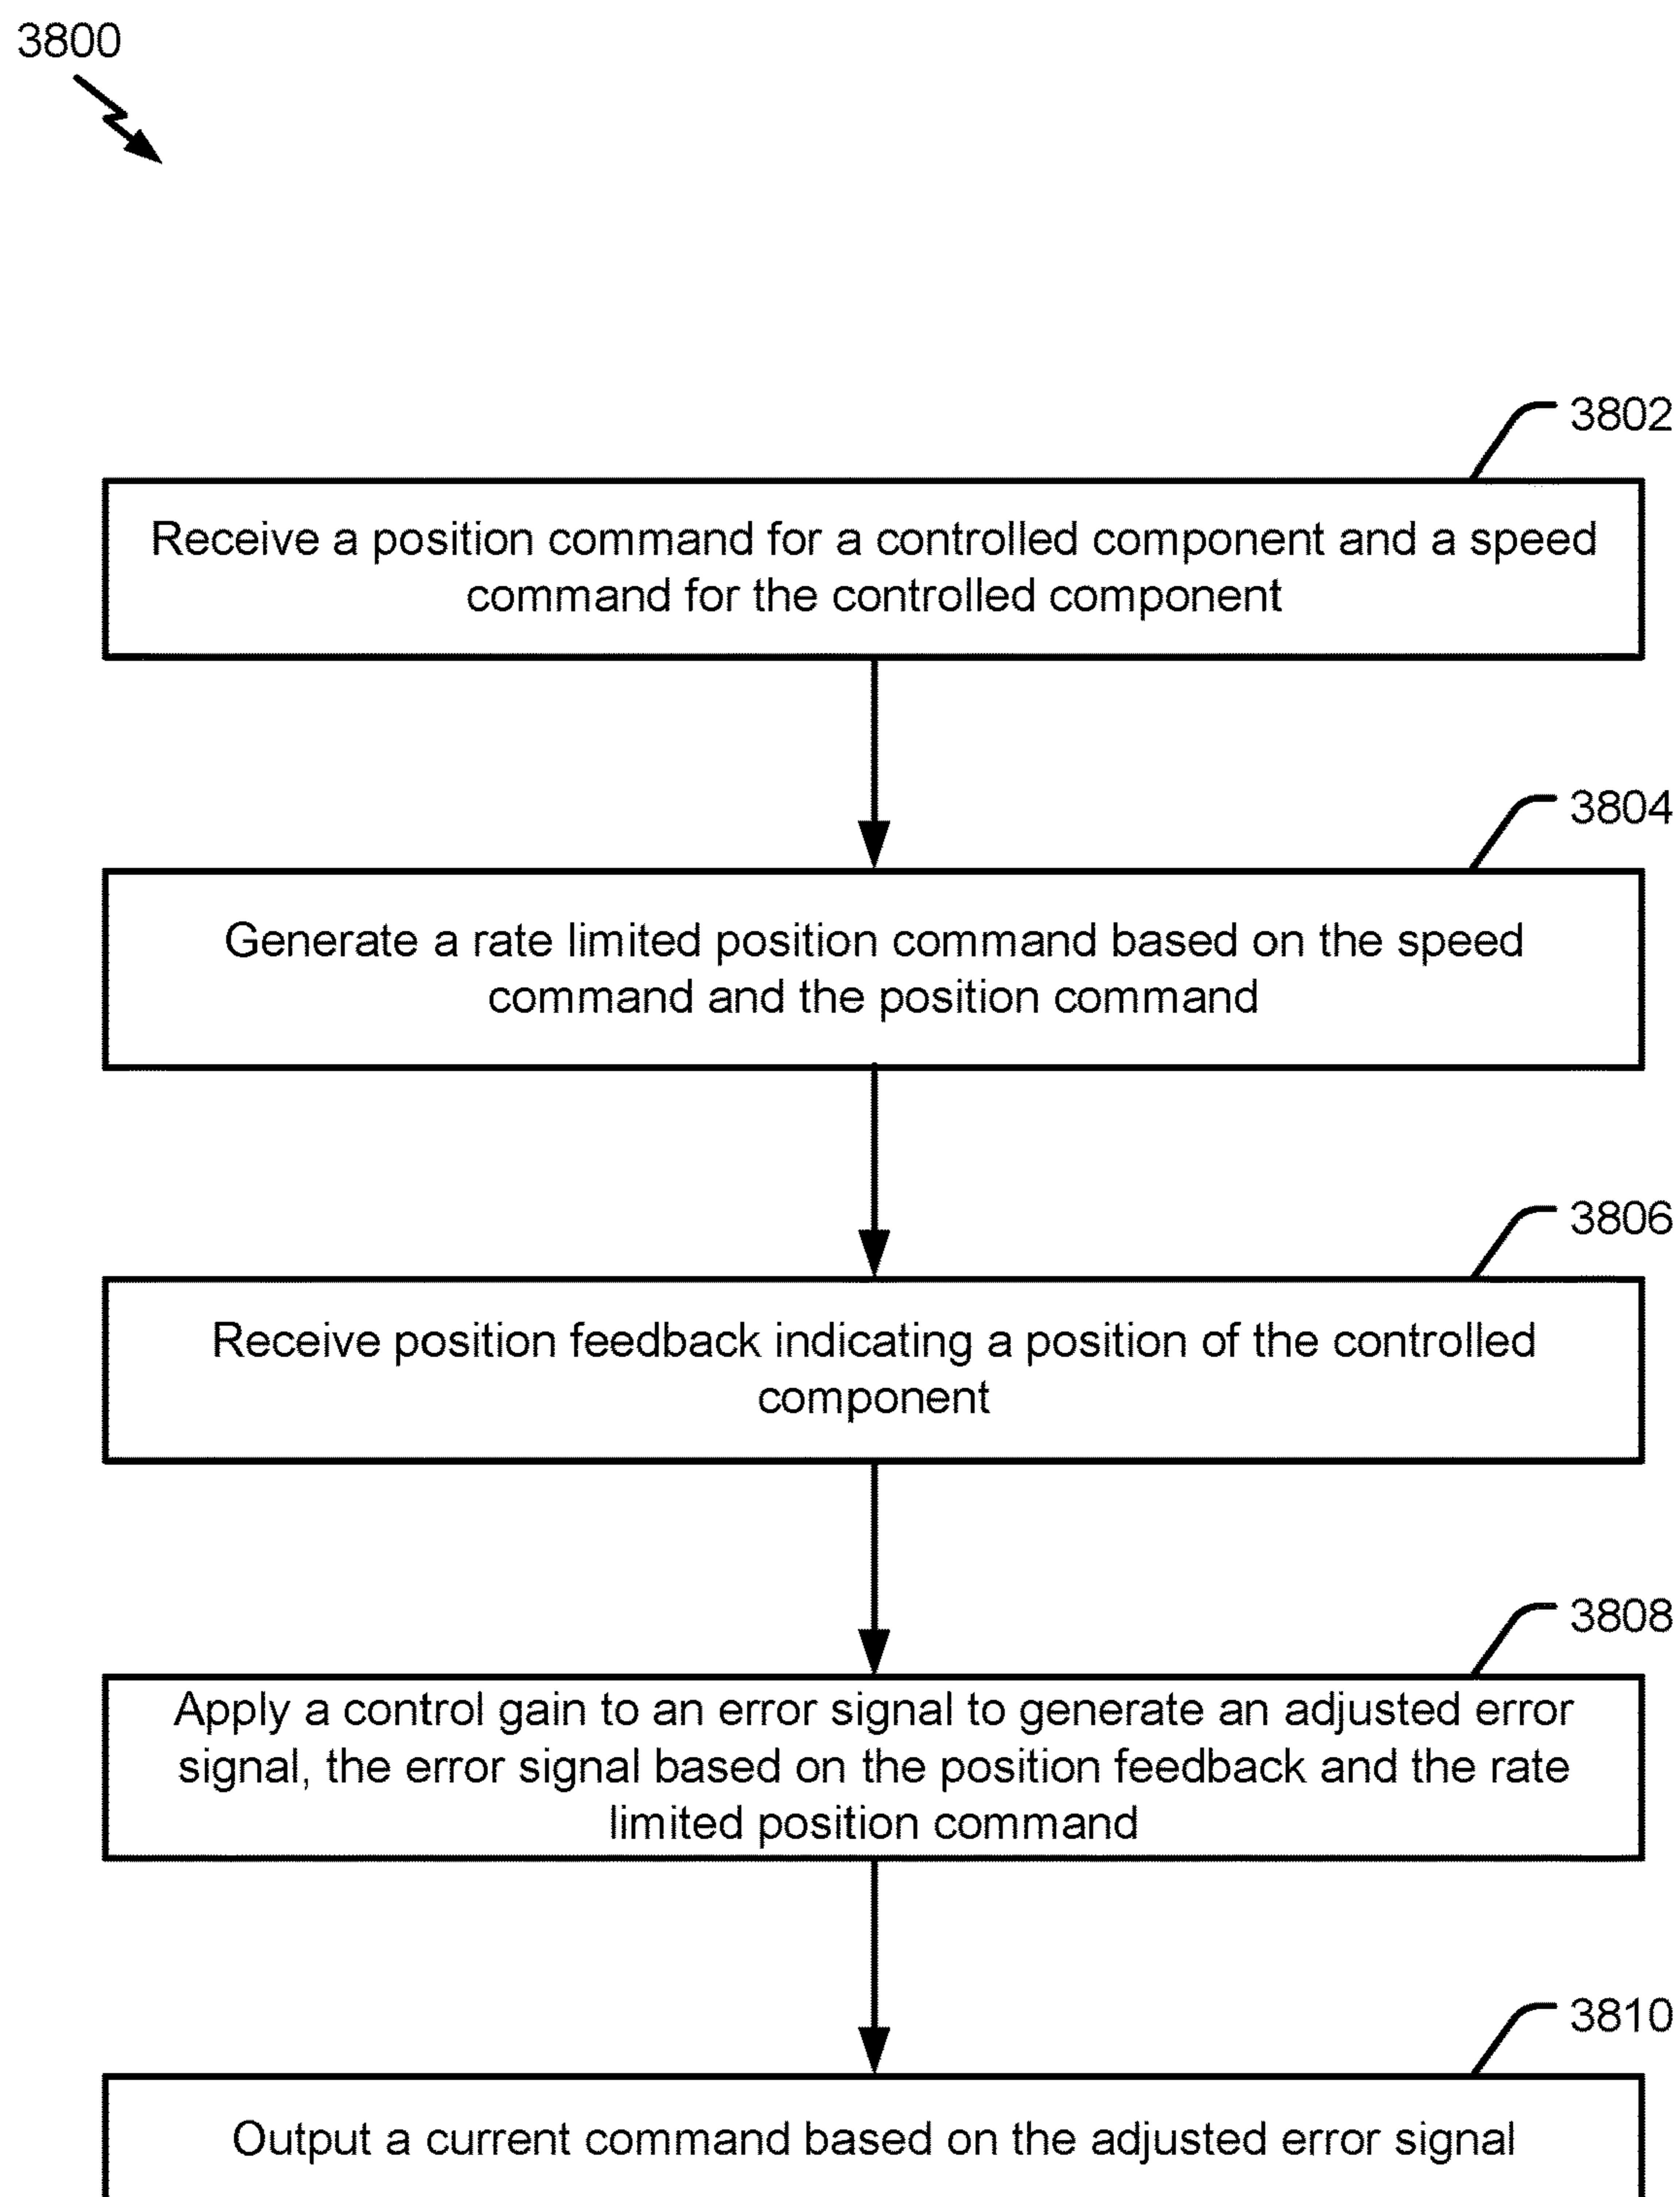 3800
3802
Receive a position command for a controlled component and a speed
command for the controlled component
3804
Generate a rate limited position command based on the speed
command and the position command
3806
Receive position feedback indicating a position of the controlled
component
3808
Apply a control gain to an error signal to generate an adjusted error
signal, the error signal based on the position feedback and the rate
limited position command
3810
Output a current command based on the adjusted error signal